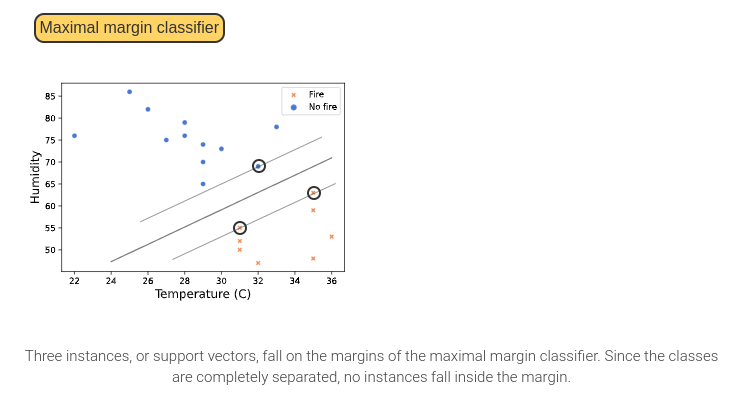 Maximal margin classifier
Fire
No fire
85
80
75
70
65
60
55
50
Humidity
22 24 26 28 30 32 34 36
Temperature (C)
Three instances, or support vectors, fall on the margins of the maximal margin classifier. Since the classes
are completely separated, no instances fall inside the margin.